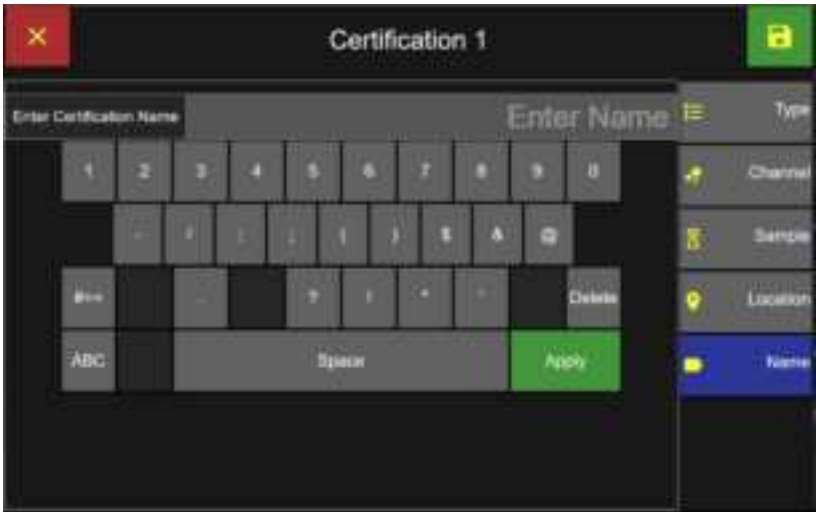 Certification 1
Enter Certification Name
Enter Name
Type
1 2 3 4 5 6 7 8 9 0
Channel
- / : ; ( ) $ & @
Sample
#+= . ? ! Delete
Location
ABC Space Apply
Name